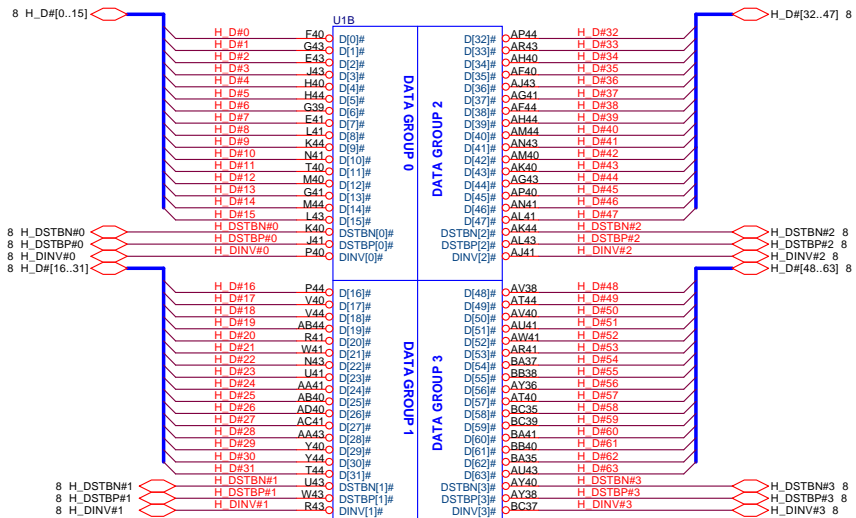 U1B
8 H_D#[0..15] H_D#[32..47] 8
H_D#0 F40 D[0]# D[32]# AP44 H_D#32
H_D#1 G43 D[1]# D[33]# AR43 H_D#33
H_D#2 E43 D[2]# D[34]# AH40 H_D#34
H_D#3 J43 D[3]# D[35]# AF40 H_D#35
H_D#4 H40 D[4]# D[36]# AJ43 H_D#36
H_D#5 H44 D[5]# D[37]# AG41 H_D#37
H_D#6 G39 D[6]# D[38]# AF44 H_D#38
H_D#7 E41 D[7]# D[39]# AH44 H_D#39
H_D#8 L41 D[8]# D[40]# AM44 H_D#40
H_D#9 K44 D[9]# D[41]# AN43 H_D#41
H_D#10 N41 D[10]# D[42]# AM40 H_D#42
H_D#11 T40 D[11]# D[43]# AK40 H_D#43
H_D#12 M40 D[12]# D[44]# AG43 H_D#44
H_D#13 G41 D[13]# D[45]# AP40 H_D#45
H_D#14 M44 D[14]# D[46]# AN41 H_D#46
H_D#15 L43 D[15]# D[47]# AL41 H_D#47
8 H_DSTBN#0 H_DSTBN#0 K40 DSTBN[0]# DSTBN[2]# AK44 H_DSTBN#2 H_DSTBN#2 8
8 H_DSTBP#0 H_DSTBP#0 J41 DSTBP[0]# DSTBP[2]# AL43 H_DSTBP#2 H_DSTBP#2 8
8 H_DINV#0 H_DINV#0 P40 DINV[0]# DINV[2]# AJ41 H_DINV#2 H_DINV#2 8
DATA GROUP 0
DATA GROUP 2
8 H_D#[16..31] H_D#[48..63] 8
H_D#16 P44 D[16]# D[48]# AV38 H_D#48
H_D#17 V40 D[17]# D[49]# AT44 H_D#49
H_D#18 V44 D[18]# D[50]# AV40 H_D#50
H_D#19 AB44 D[19]# D[51]# AU41 H_D#51
H_D#20 R41 D[20]# D[52]# AW41 H_D#52
H_D#21 W41 D[21]# D[53]# AR41 H_D#53
H_D#22 N43 D[22]# D[54]# BA37 H_D#54
H_D#23 U41 D[23]# D[55]# BB38 H_D#55
H_D#24 AA41 D[24]# D[56]# AY36 H_D#56
H_D#25 AB40 D[25]# D[57]# AT40 H_D#57
H_D#26 AD40 D[26]# D[58]# BC35 H_D#58
H_D#27 AC41 D[27]# D[59]# BC39 H_D#59
H_D#28 AA43 D[28]# D[60]# BA41 H_D#60
H_D#29 Y40 D[29]# D[61]# BB40 H_D#61
H_D#30 Y44 D[30]# D[62]# BA35 H_D#62
H_D#31 T44 D[31]# D[63]# AU43 H_D#63
8 H_DSTBN#1 H_DSTBN#1 U43 DSTBN[1]# DSTBN[3]# AY40 H_DSTBN#3 H_DSTBN#3 8
8 H_DSTBP#1 H_DSTBP#1 W43 DSTBP[1]# DSTBP[3]# AY38 H_DSTBP#3 H_DSTBP#3 8
8 H_DINV#1 H_DINV#1 R43 DINV[1]# DINV[3]# BC37 H_DINV#3 H_DINV#3 8
DATA GROUP 1
DATA GROUP 3